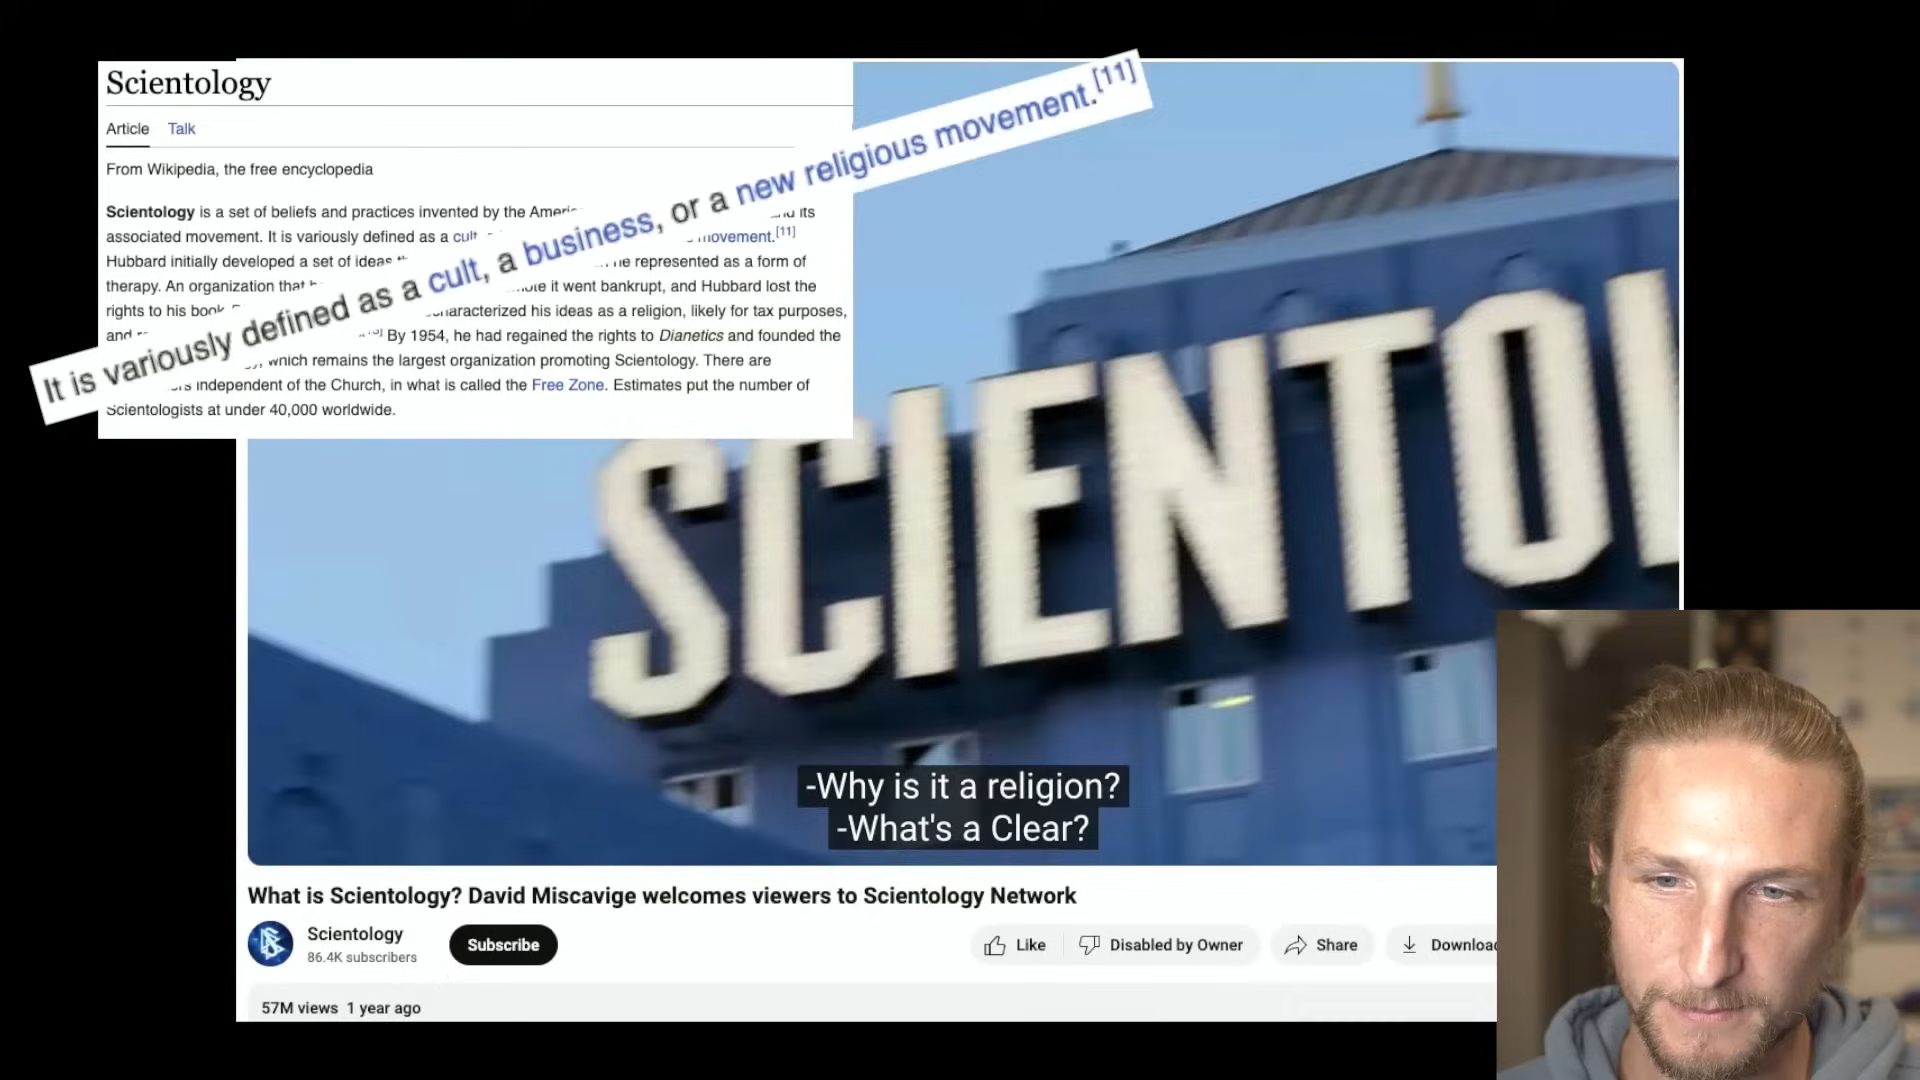 Scientology
Article Talk
From Wikipedia, the free encyclopedia
Scientology is a set of beliefs and practices invented by the its
associated movement. It is variously defined as a movement.[11]
Hubbard initially developed a set of ideas represented as a form of
therapy. An organization that it went bankrupt, and Hubbard lost the
rights to his book characterized his ideas as a religion, likely for tax purposes,
and By 1954, he had regained the rights to Dianetics and founded the
which remains the largest organization promoting Scientology. There are
independent of the Church, in what is called the Free Zone. Estimates put the number of
Scientologists at under 40,000 worldwide.
It is variously defined as a cult, a business, or a new religious movement.[11]
SCIENTOL
-Why is it a religion?
-What's a Clear?
What is Scientology? David Miscavige welcomes viewers to Scientology Network
Scientology
86.4K subscribers
Subscribe
Like Disabled by Owner Share Downloa
57M views 1 year ago